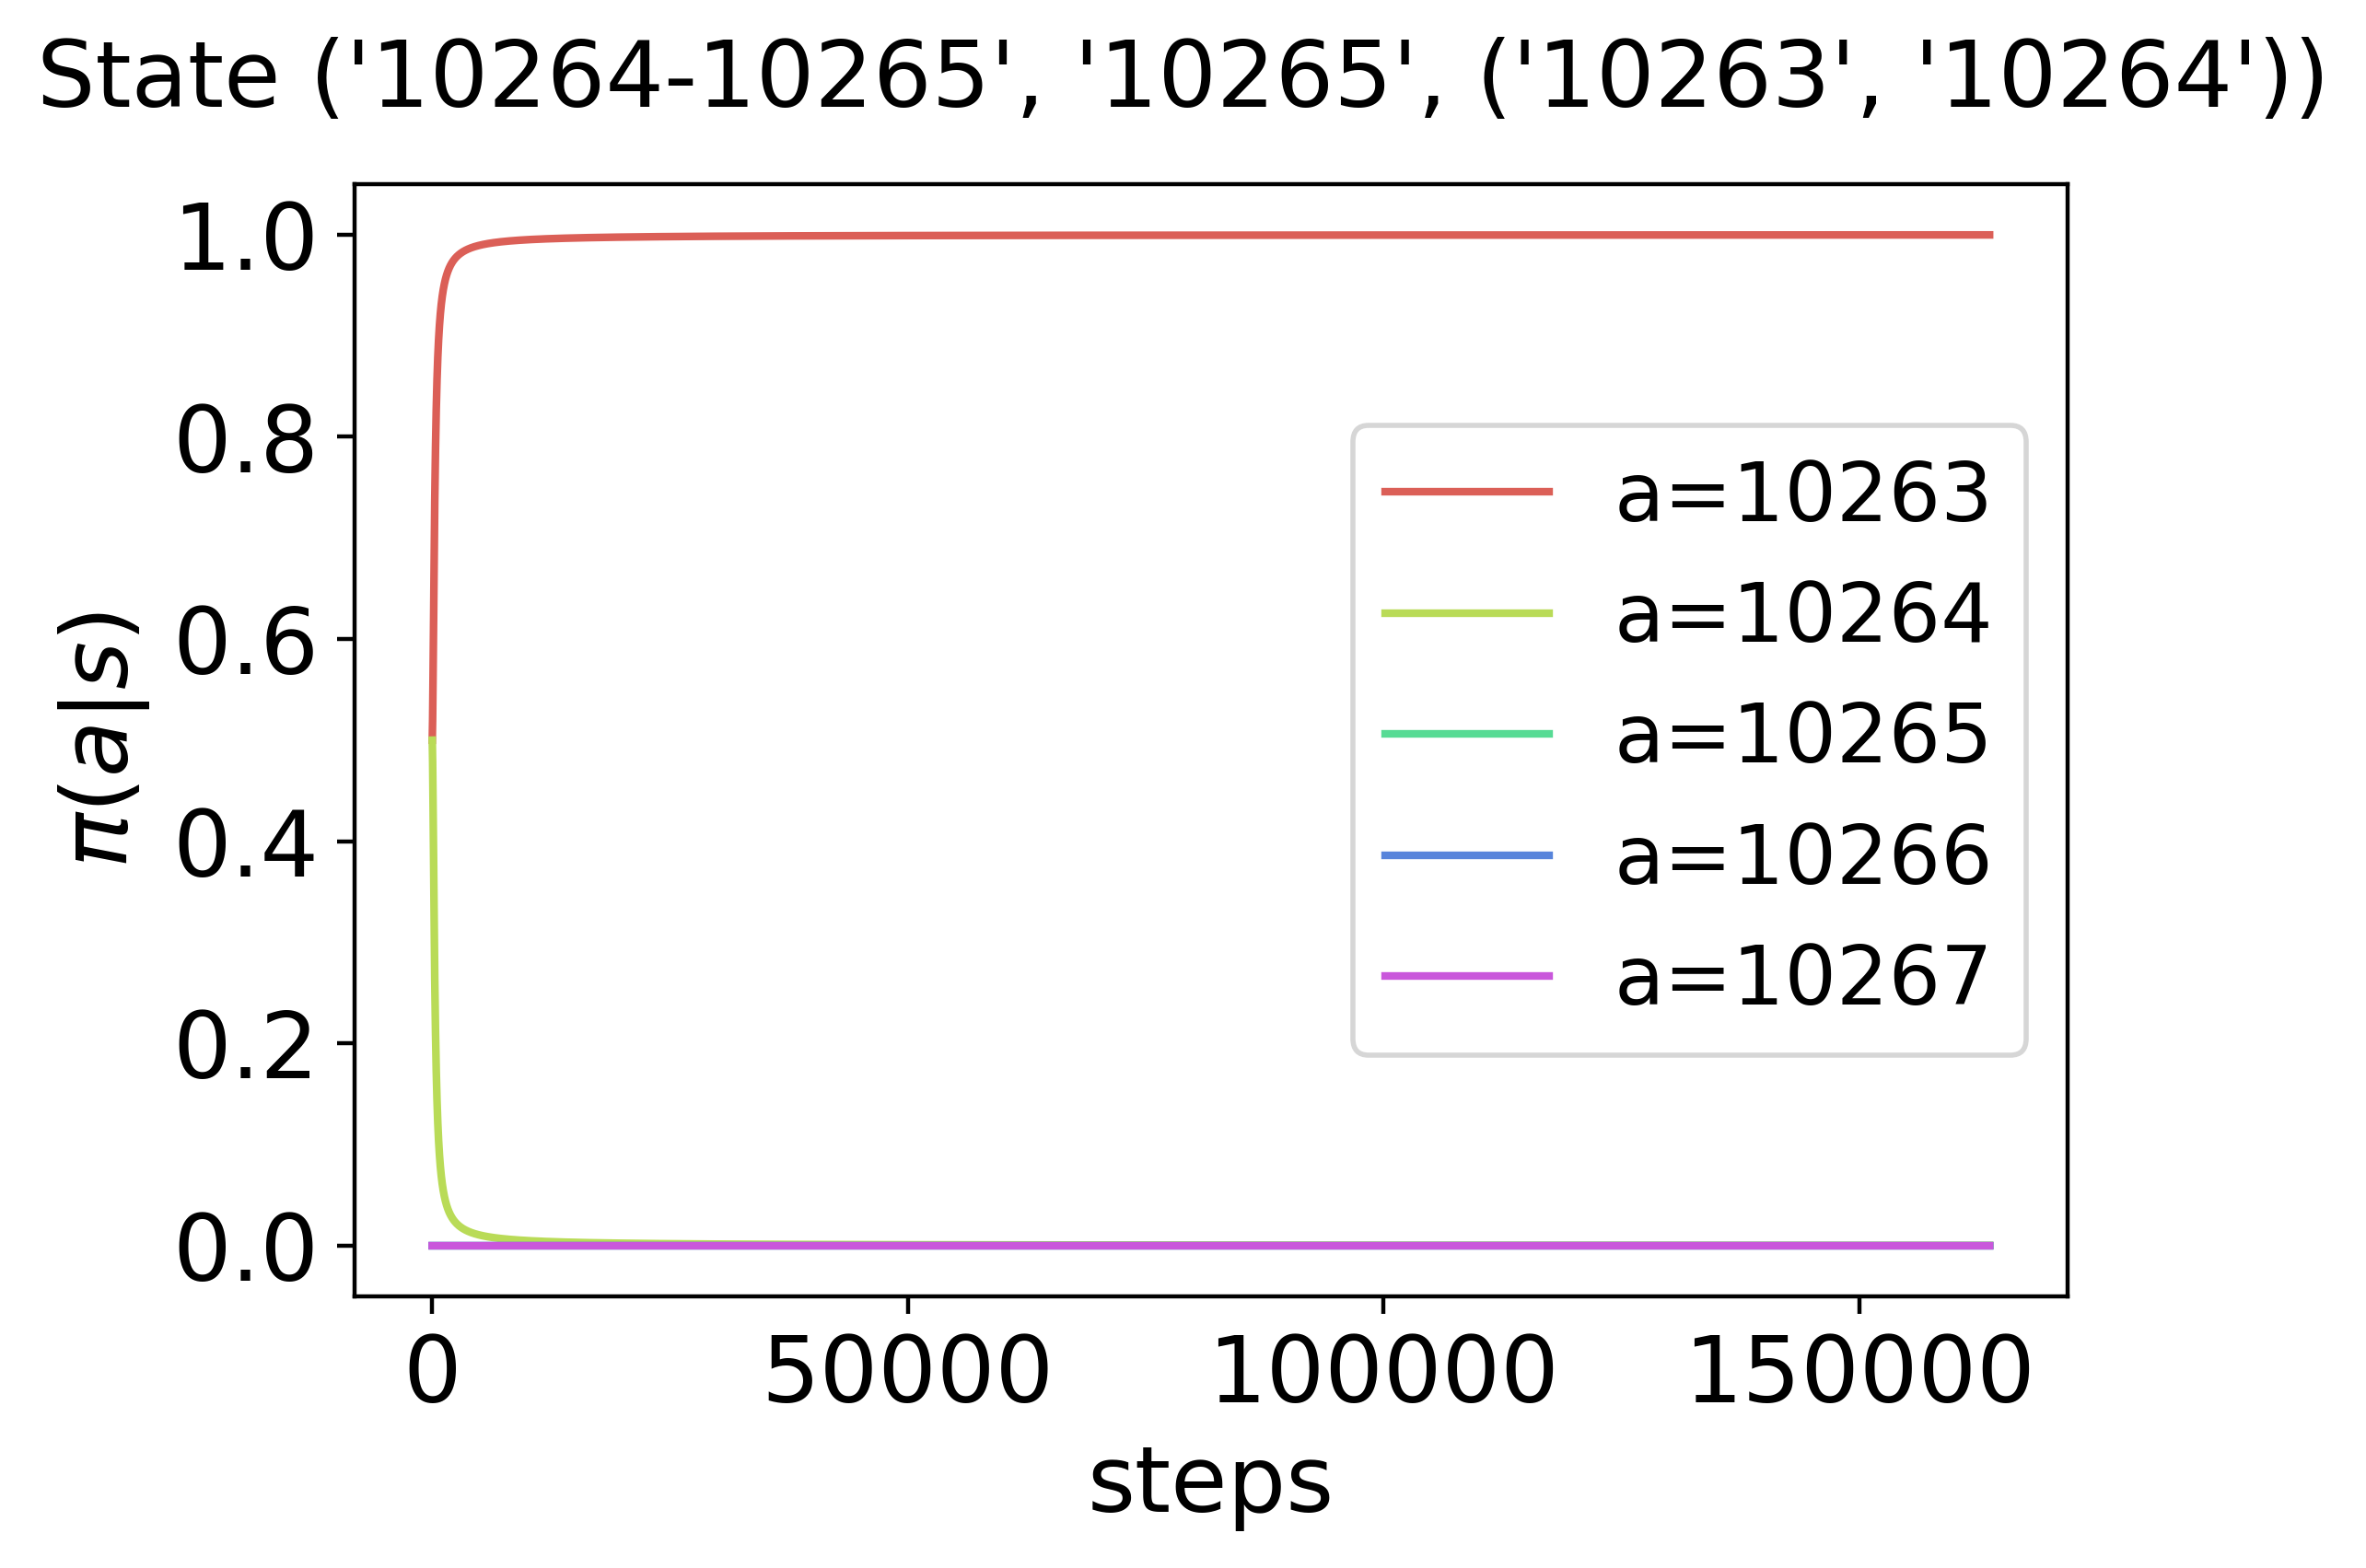 State ('10264-10265', '10265', ('10263', '10264'))
π(a|s)
1.0
0.8
0.6
0.4
0.2
0.0
a=10263
a=10264
a=10265
a=10266
a=10267
0 50000 100000 150000
steps